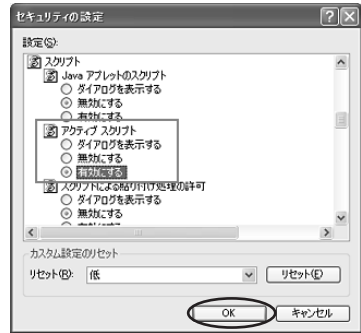 セキュリティの設定
設定(S):
スクリプト
Java アプレットのスクリプト
ダイアログを表示する
無効にする
有効にする
アクティブ スクリプト
ダイアログを表示する
無効にする
有効にする
スクリプトによる貼り付け処理の許可
ダイアログを表示する
無効にする
カスタム設定のリセット
リセット(R): 低 リセット(E)
OK キャンセル